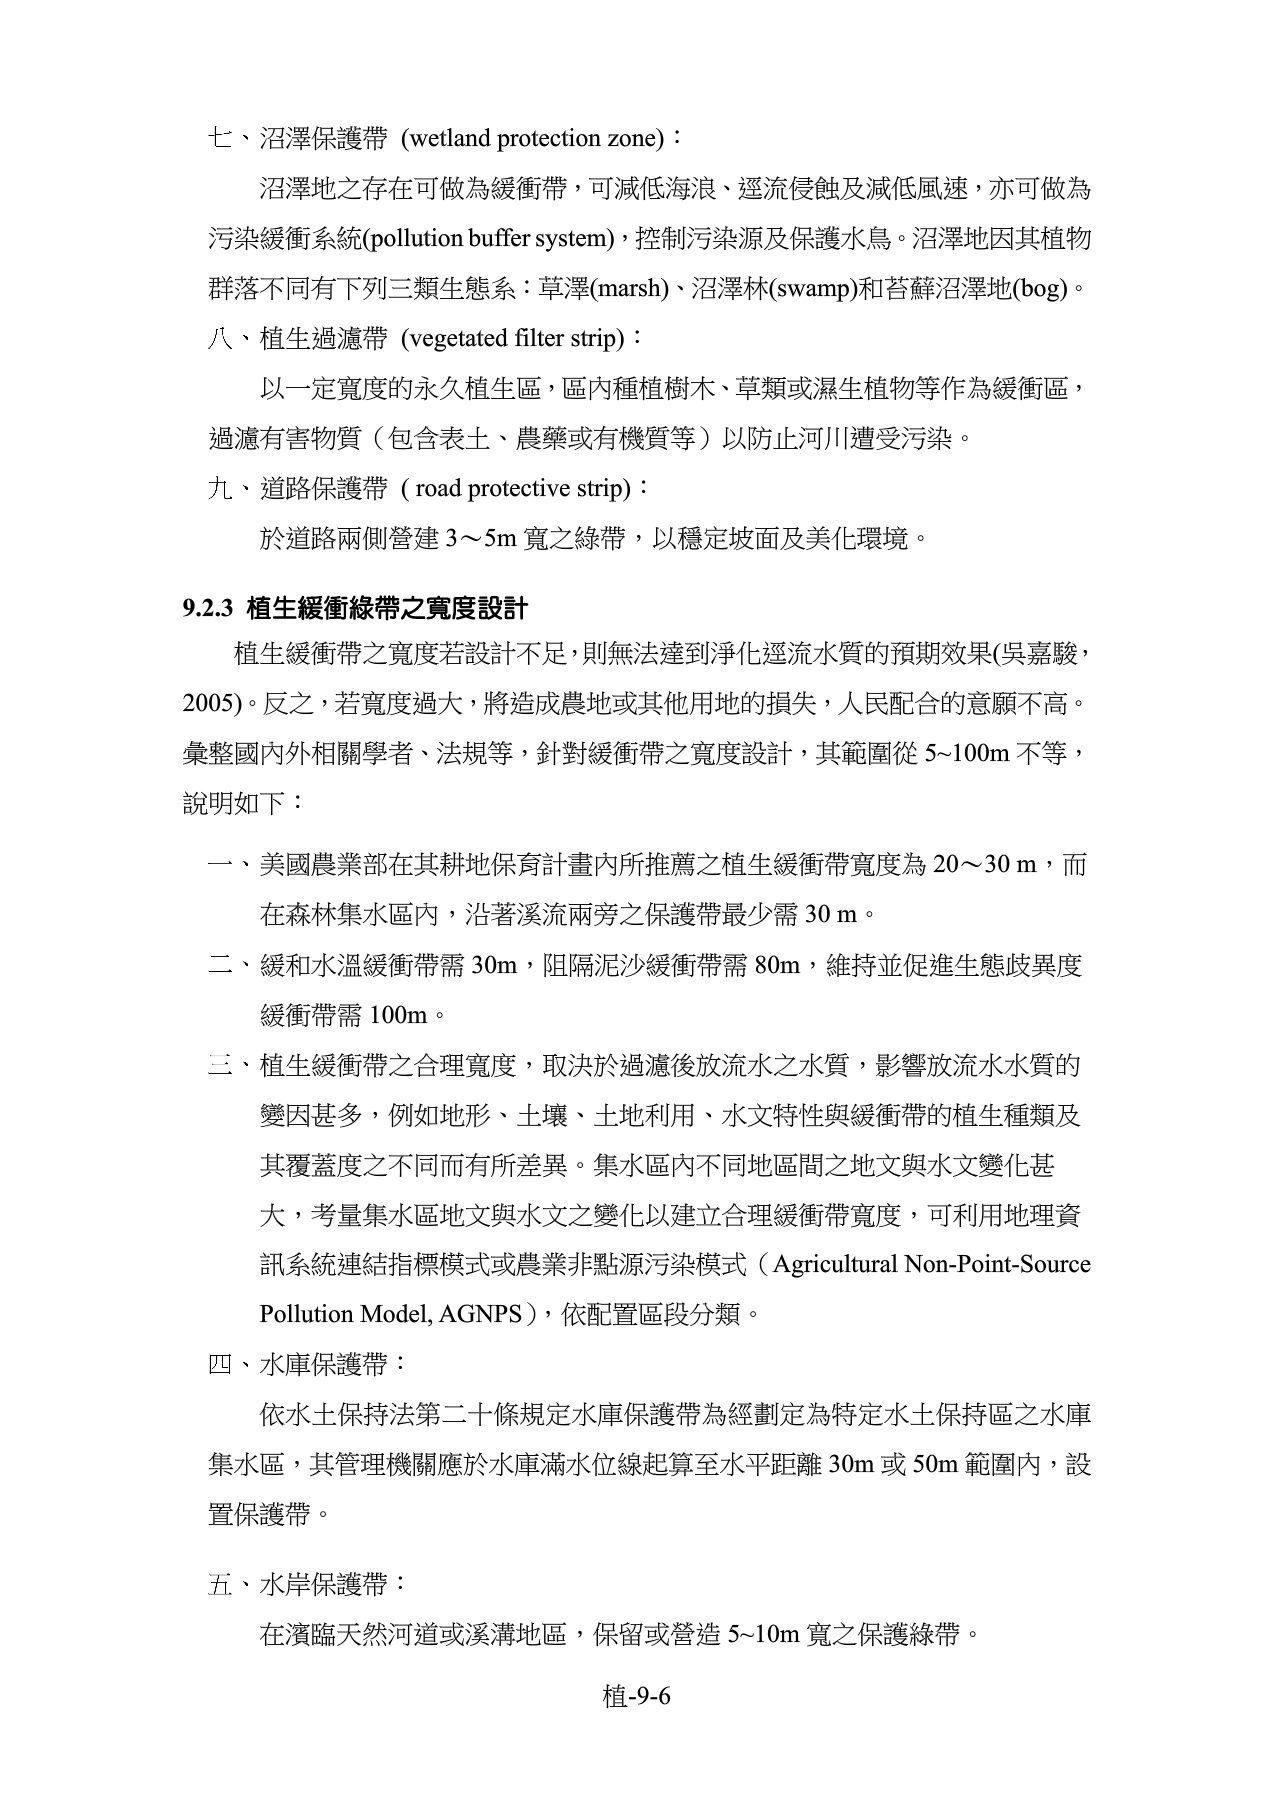 七、沼澤保護帶 (wetland protection zone)：
沼澤地之存在可做為緩衝帶，可減低海浪、逕流侵蝕及減低風速，亦可做為
污染緩衝系統(pollution buffer system)，控制污染源及保護水鳥。沼澤地因其植物
群落不同有下列三類生態系：草澤(marsh)、沼澤林(swamp)和苔蘚沼澤地(bog)。
八、植生過濾帶 (vegetated filter strip)：
以一定寬度的永久植生區，區內種植樹木、草類或濕生植物等作為緩衝區，
過濾有害物質（包含表土、農藥或有機質等）以防止河川遭受污染。
九、道路保護帶 ( road protective strip)：
於道路兩側營建 3～5m 寬之綠帶，以穩定坡面及美化環境。
9.2.3 植生緩衝綠帶之寬度設計
植生緩衝帶之寬度若設計不足，則無法達到淨化逕流水質的預期效果(吳嘉駿，
2005)。反之，若寬度過大，將造成農地或其他用地的損失，人民配合的意願不高。
彙整國內外相關學者、法規等，針對緩衝帶之寬度設計，其範圍從 5~100m 不等，
說明如下：
一、美國農業部在其耕地保育計畫內所推薦之植生緩衝帶寬度為 20～30 m，而
在森林集水區內，沿著溪流兩旁之保護帶最少需 30 m。
二、緩和水溫緩衝帶需 30m，阻隔泥沙緩衝帶需 80m，維持並促進生態歧異度
緩衝帶需 100m。
三、植生緩衝帶之合理寬度，取決於過濾後放流水之水質，影響放流水水質的
變因甚多，例如地形、土壤、土地利用、水文特性與緩衝帶的植生種類及
其覆蓋度之不同而有所差異。集水區內不同地區間之地文與水文變化甚
大，考量集水區地文與水文之變化以建立合理緩衝帶寬度，可利用地理資
訊系統連結指標模式或農業非點源污染模式（Agricultural Non-Point-Source
Pollution Model, AGNPS），依配置區段分類。
四、水庫保護帶：
依水土保持法第二十條規定水庫保護帶為經劃定為特定水土保持區之水庫
集水區，其管理機關應於水庫滿水位線起算至水平距離 30m 或 50m 範圍內，設
置保護帶。
五、水岸保護帶：
在濱臨天然河道或溪溝地區，保留或營造 5~10m 寬之保護綠帶。
植-9-6